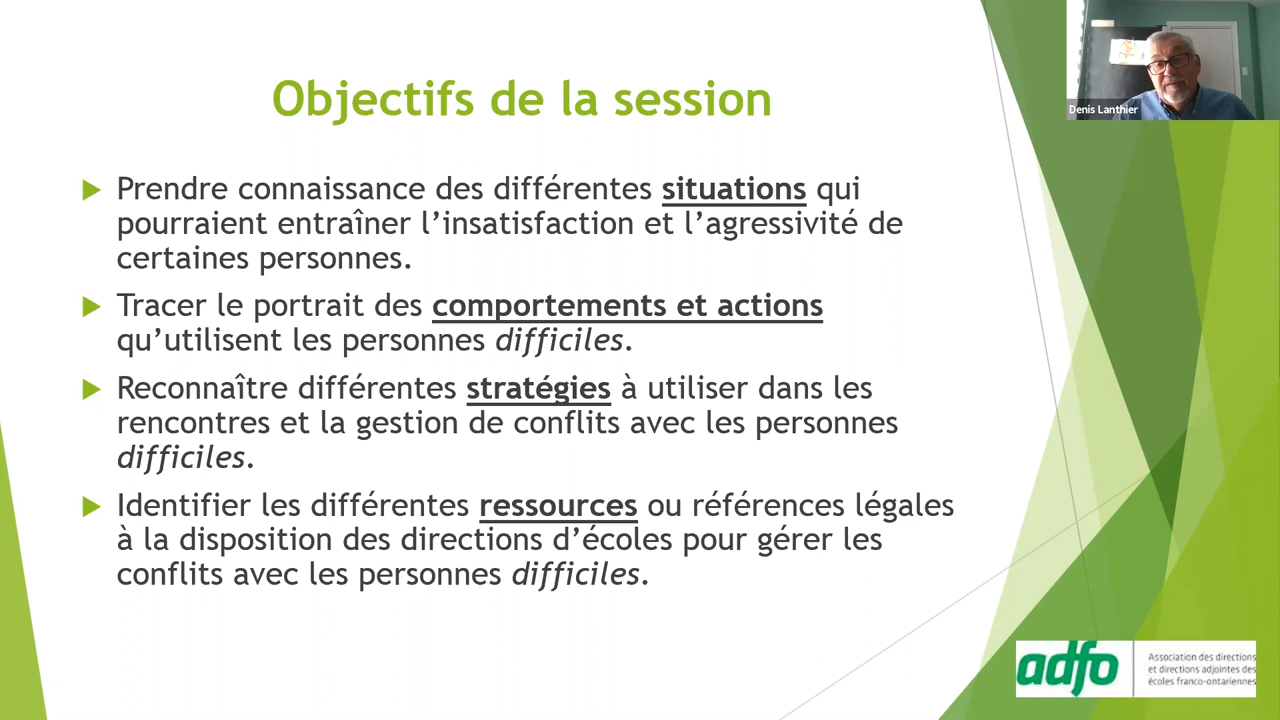 Objectifs de la session
Prendre connaissance des différentes situations qui
pourraient entraîner l’insatisfaction et l’agressivité de
certaines personnes.
Tracer le portrait des comportements et actions
qu’utilisent les personnes difficiles.
Reconnaître différentes stratégies à utiliser dans les
rencontres et la gestion de conflits avec les personnes
difficiles.
Identifier les différentes ressources ou références légales
à la disposition des directions d’écoles pour gérer les
conflits avec les personnes difficiles.
Denis Lanthier
adfo
Association des directions
et directions adjointes des
écoles franco-ontariennes